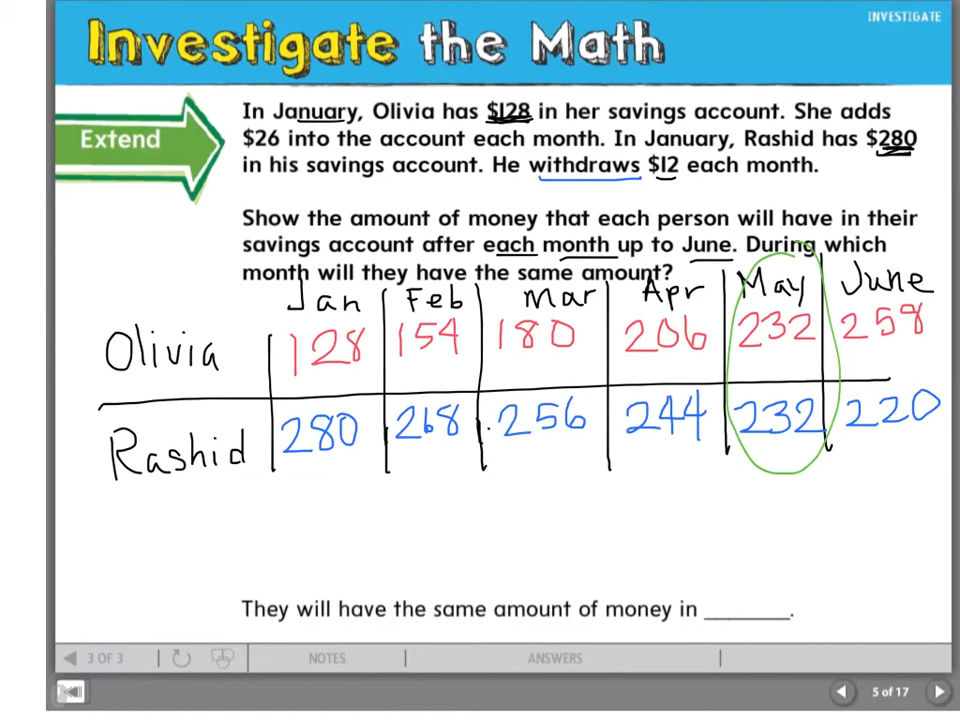 INVESTIGATE
Investigate the Math
Extend
In January, Olivia has $128 in her savings account. She adds
$26 into the account each month. In January, Rashid has $280
in his savings account. He withdraws $12 each month.
Show the amount of money that each person will have in their
savings account after each month up to June. During which
month will they have the same amount?
Jan Feb Mar Apr May June
Olivia 128 154 180 206 232 258
Rashid 280 268 256 244 232 220
They will have the same amount of money in ________.
3 OF 3 NOTES ANSWERS
5 of 17